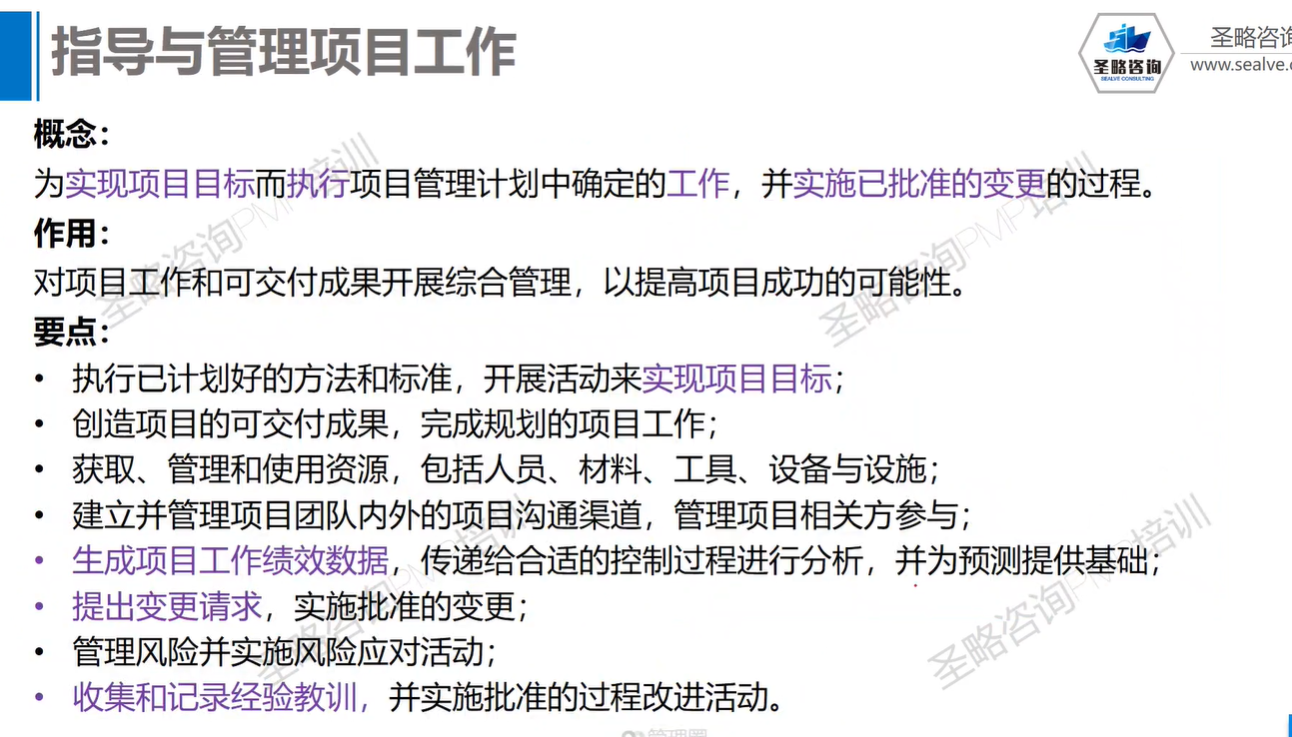 指导与管理项目工作
圣略咨询
SEALVE CONSULTING
圣略咨询
www.sealve.c
概念：
为实现项目目标而执行项目管理计划中确定的工作，并实施已批准的变更的过程。
作用：
对项目工作和可交付成果开展综合管理，以提高项目成功的可能性。
要点：
• 执行已计划好的方法和标准，开展活动来实现项目目标；
• 创造项目的可交付成果，完成规划的项目工作；
• 获取、管理和使用资源，包括人员、材料、工具、设备与设施；
• 建立并管理项目团队内外的项目沟通渠道，管理项目相关方参与；
• 生成项目工作绩效数据，传递给合适的控制过程进行分析，并为预测提供基础；
• 提出变更请求，实施批准的变更；
• 管理风险并实施风险应对活动；
• 收集和记录经验教训，并实施批准的过程改进活动。
圣略咨询PMP培训
圣略咨询PMP培训
圣略咨询PMP培训
圣略咨询PMP培训